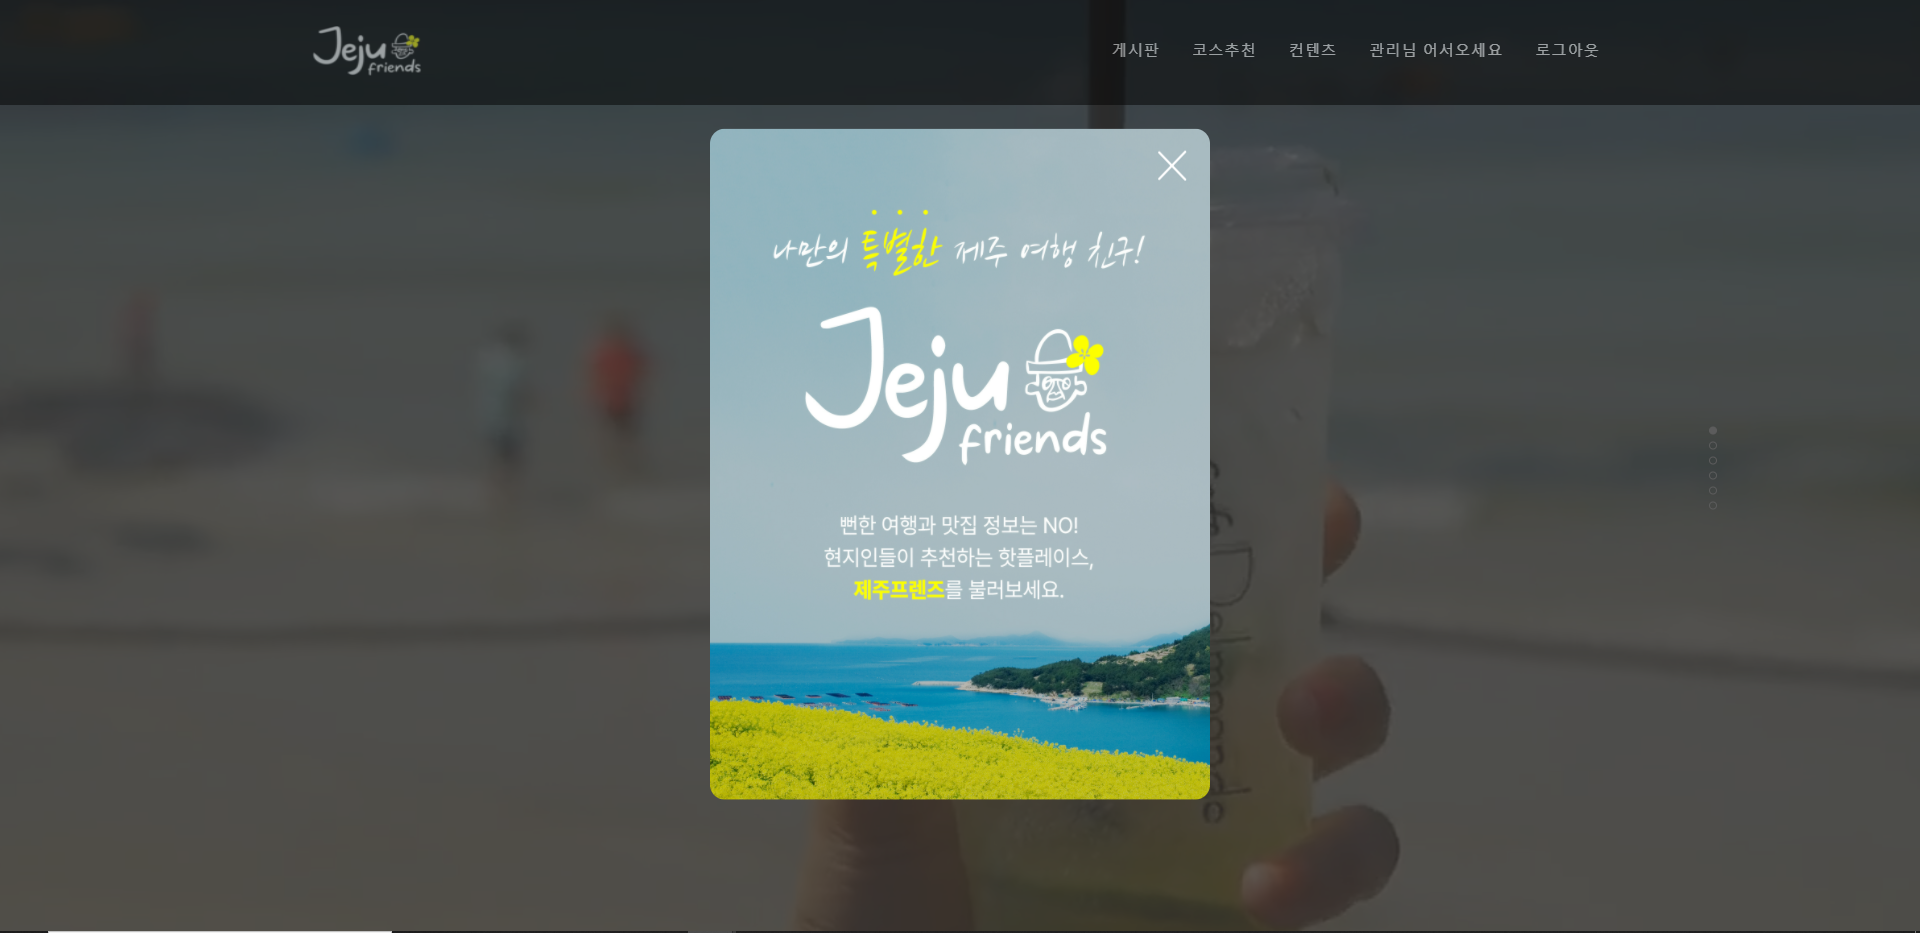 Jeju
friends
게시판 코스추천 컨텐츠 관리님 어서오세요 로그아웃
나만의 특별한 제주 여행 친구!
Jeju
friends
뻔한 여행과 맛집 정보는 NO!
현지인들이 추천하는 핫플레이스,
제주프렌즈를 불러보세요.